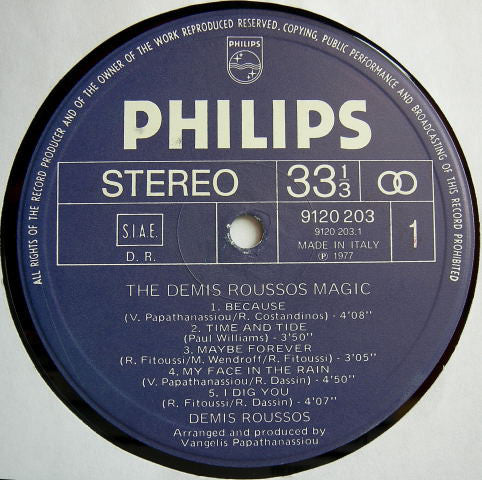 ALL RIGHTS OF THE RECORD PRODUCER AND OF THE OWNER OF THE WORK REPRODUCED RESERVED. COPYING, PUBLIC PERFORMANCE AND BROADCASTING OF THIS RECORD PROHIBITED
PHILIPS
PHILIPS
STEREO 33 1/3
S.I.A.E.
D. R.
9120 203
9120 203.1
MADE IN ITALY
Ⓟ 1977
1
THE DEMIS ROUSSOS MAGIC
1. BECAUSE
(V. Papathanassiou/R. Costandinos) - 4'08"
2. TIME AND TIDE
(Paul Williams) - 3'50"
3. MAYBE FOREVER
(R. Fitoussi/M. Wendroff/R. Fitoussi) - 3'05"
4. MY FACE IN THE RAIN
(V. Papathanassiou/R. Dassin) - 4'50"
5. I DIG YOU
(R. Fitoussi/R. Dassin) - 4'07"
DEMIS ROUSSOS
Arranged and produced by
Vangelis Papathanassiou